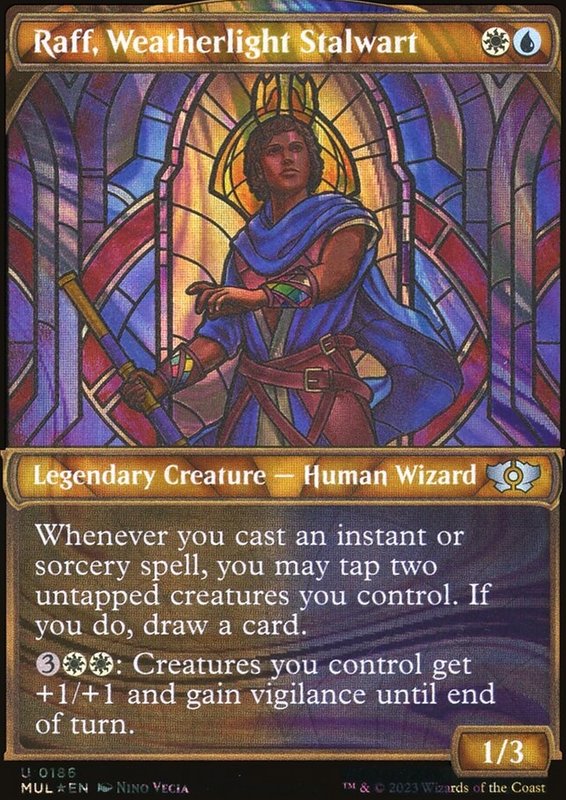 Raff, Weatherlight Stalwart
Legendary Creature — Human Wizard
Whenever you cast an instant or
sorcery spell, you may tap two
untapped creatures you control. If
you do, draw a card.
3: Creatures you control get
+1/+1 and gain vigilance until end
of turn.
1/3
U 0186
MUL ★ EN Nino Vecia
™ & © 2023 Wizards of the Coast